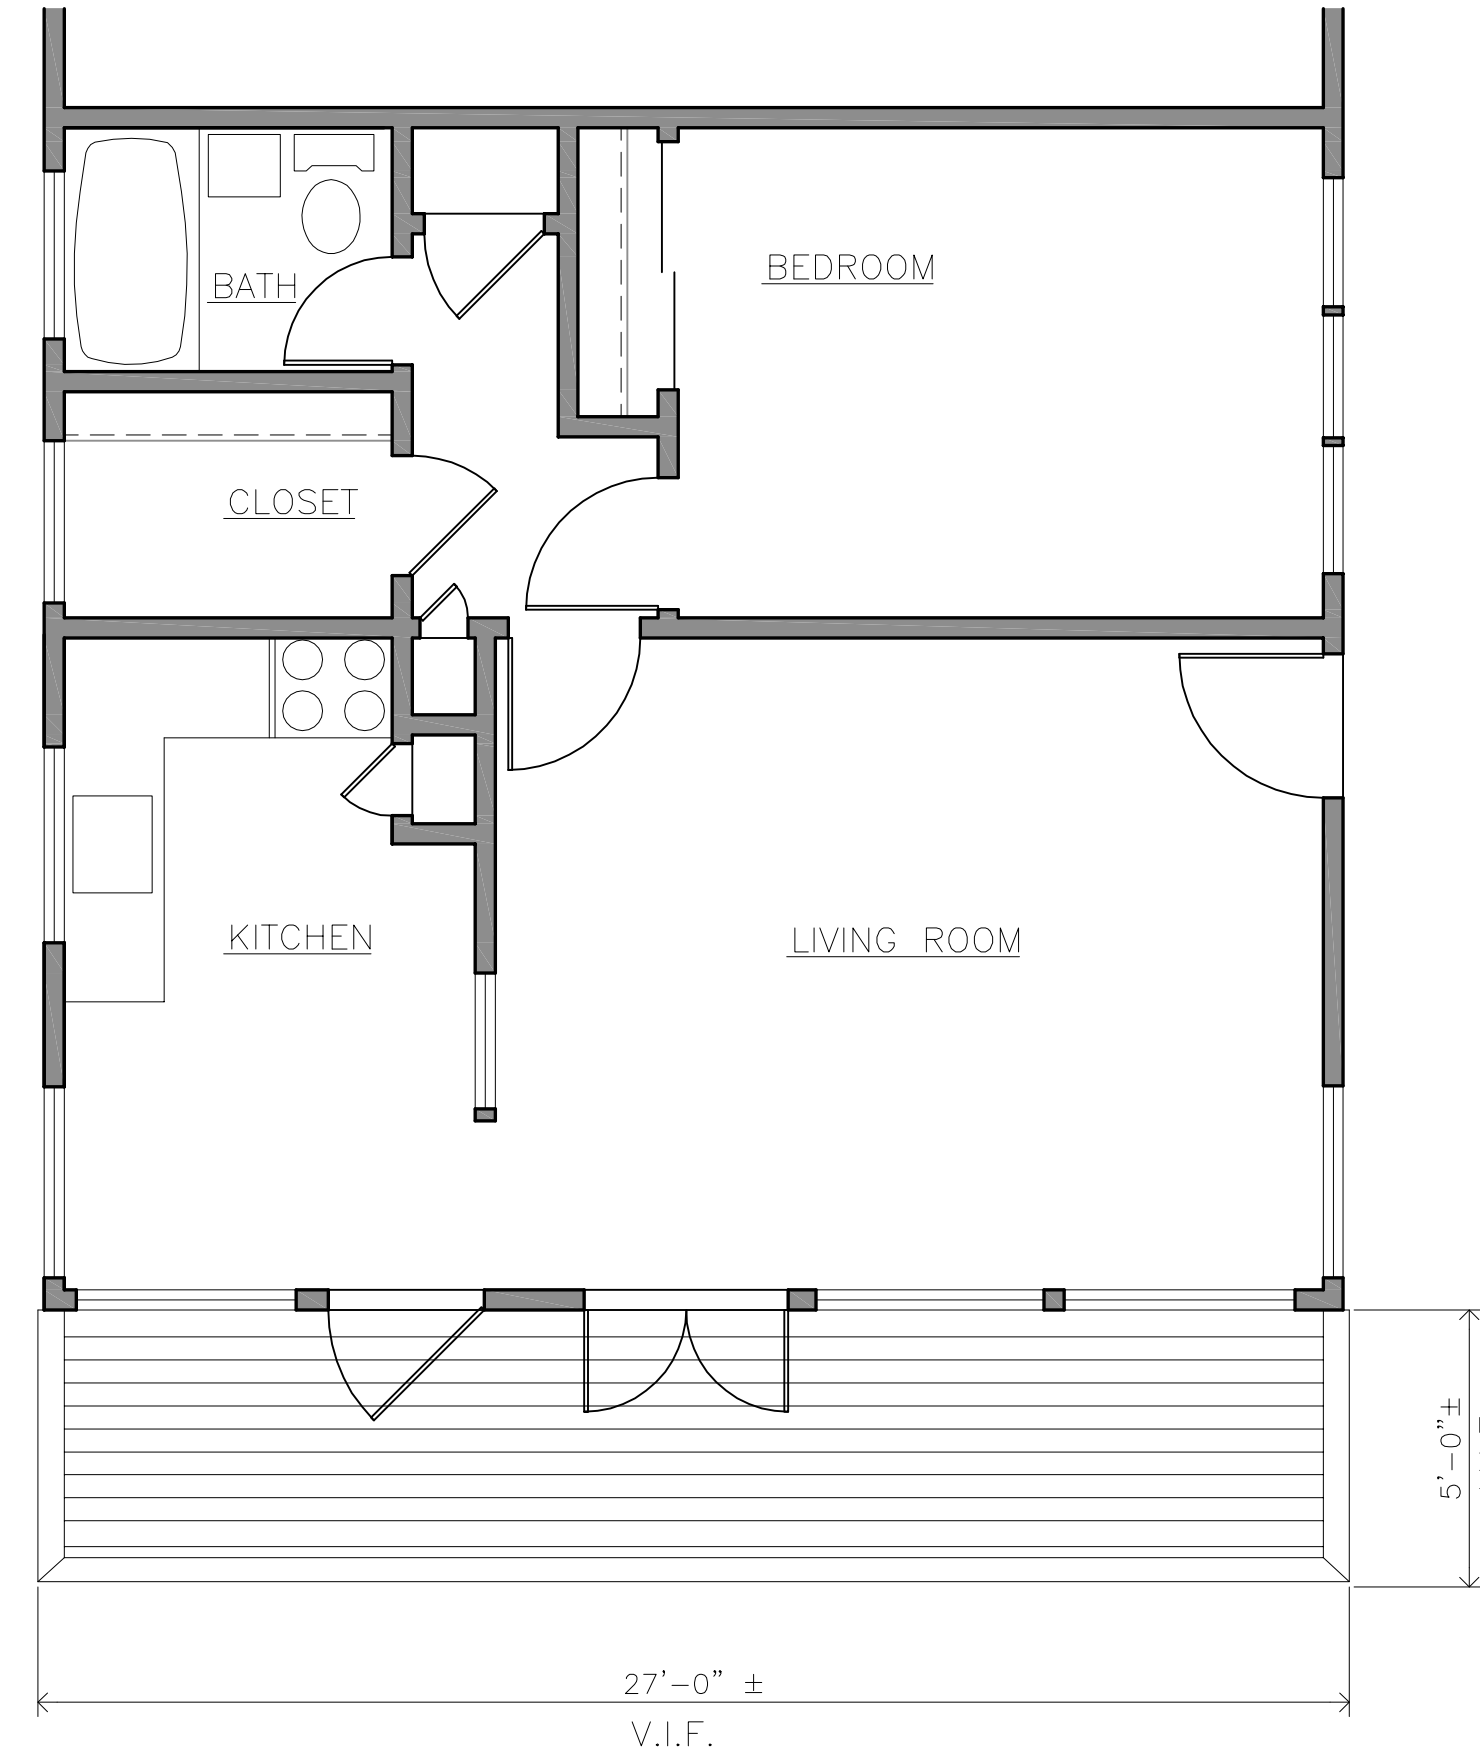 BATH
BEDROOM
CLOSET
KITCHEN
LIVING ROOM
5'-0"±
27'-0" ±
V.I.F.